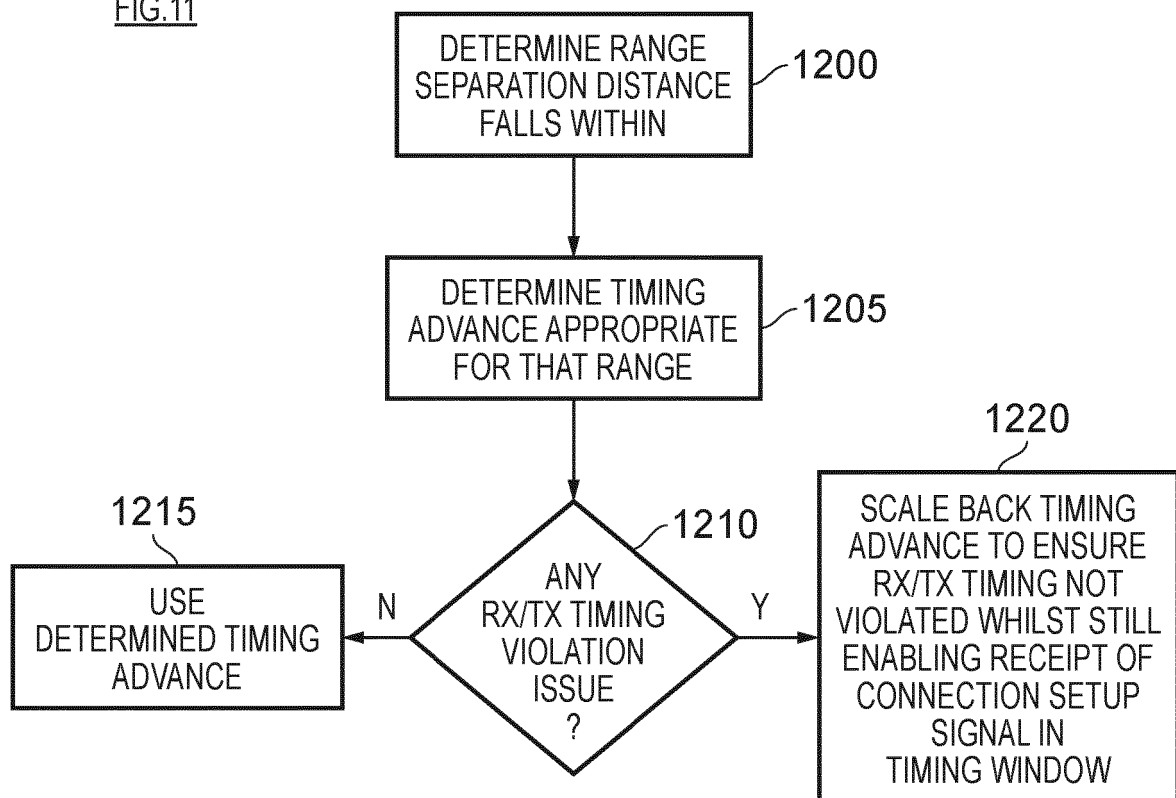 FIG.11
DETERMINE RANGE
SEPARATION DISTANCE
FALLS WITHIN
1200
DETERMINE TIMING
ADVANCE APPROPRIATE
FOR THAT RANGE
1205
1210
ANY
RX/TX TIMING
VIOLATION
ISSUE
?
N
Y
1215
USE
DETERMINED TIMING
ADVANCE
1220
SCALE BACK TIMING
ADVANCE TO ENSURE
RX/TX TIMING NOT
VIOLATED WHILST STILL
ENABLING RECEIPT OF
CONNECTION SETUP
SIGNAL IN
TIMING WINDOW